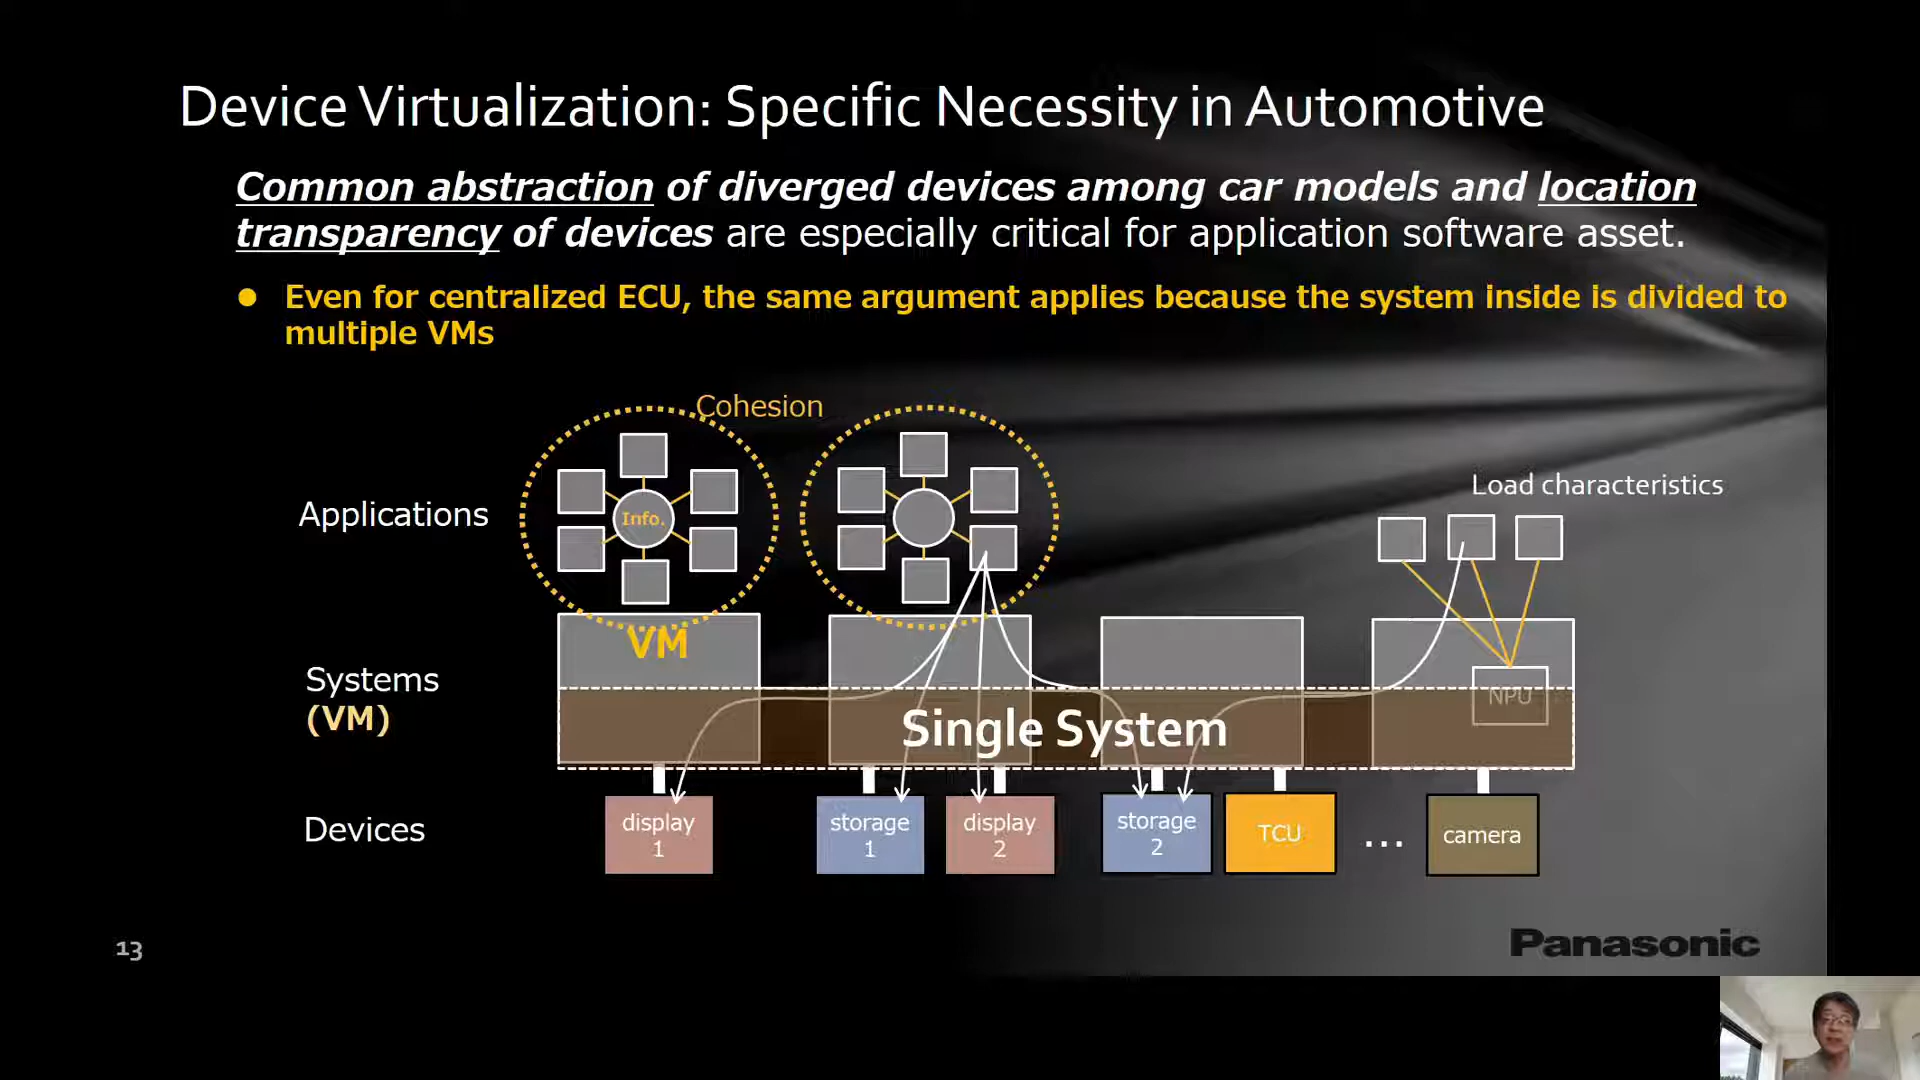 Device Virtualization: Specific Necessity in Automotive
Common abstraction of diverged devices among car models and location
transparency of devices are especially critical for application software asset.
● Even for centralized ECU, the same argument applies because the system inside is divided to
multiple VMs
Cohesion
Load characteristics
Applications
Info.
VM
Systems
(VM)
NPU
Single System
Devices
display
1
storage
1
display
2
storage
2
TCU
...
camera
13
Panasonic